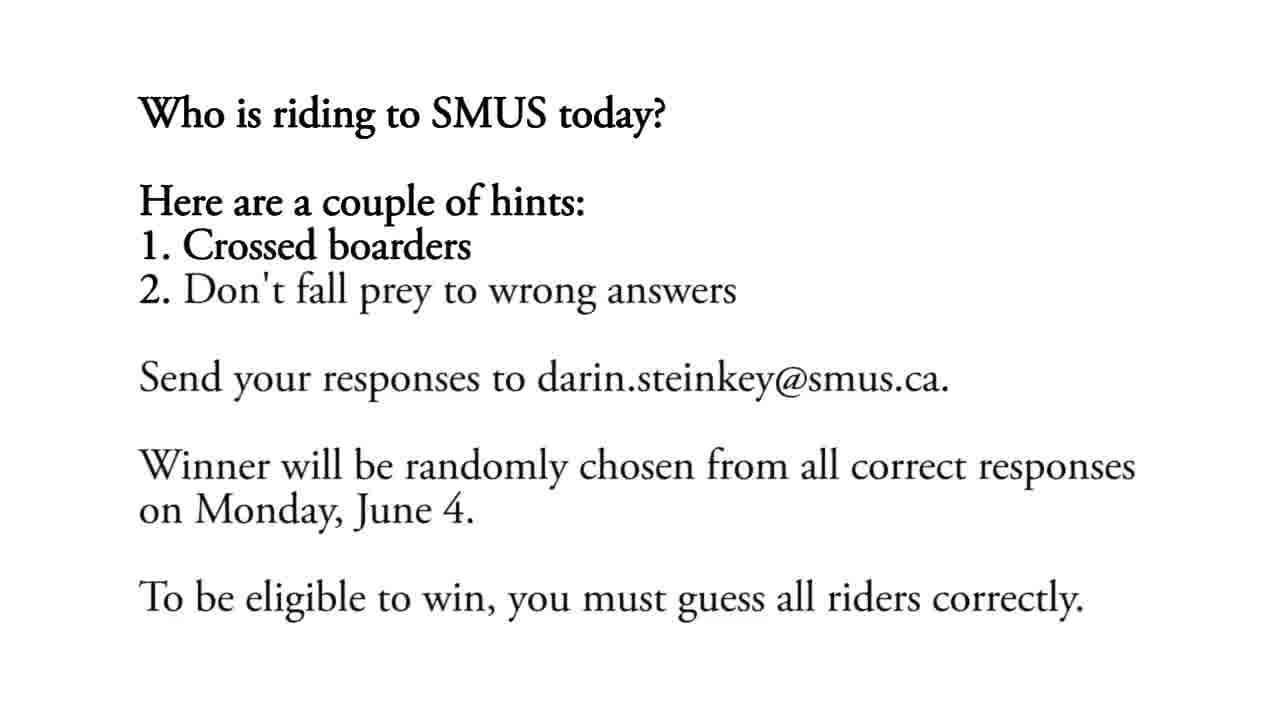 Who is riding to SMUS today?
Here are a couple of hints:
1. Crossed boarders
2. Don't fall prey to wrong answers
Send your responses to darin.steinkey@smus.ca.
Winner will be randomly chosen from all correct responses
on Monday, June 4.
To be eligible to win, you must guess all riders correctly.